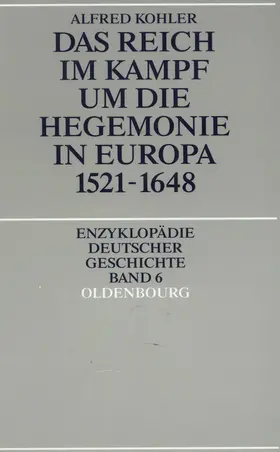 ALFRED KOHLER
DAS REICH
IM KAMPF
UM DIE
HEGEMONIE
IN EUROPA
1521-1648
ENZYKLOPÄDIE
DEUTSCHER
GESCHICHTE
BAND 6
OLDENBOURG